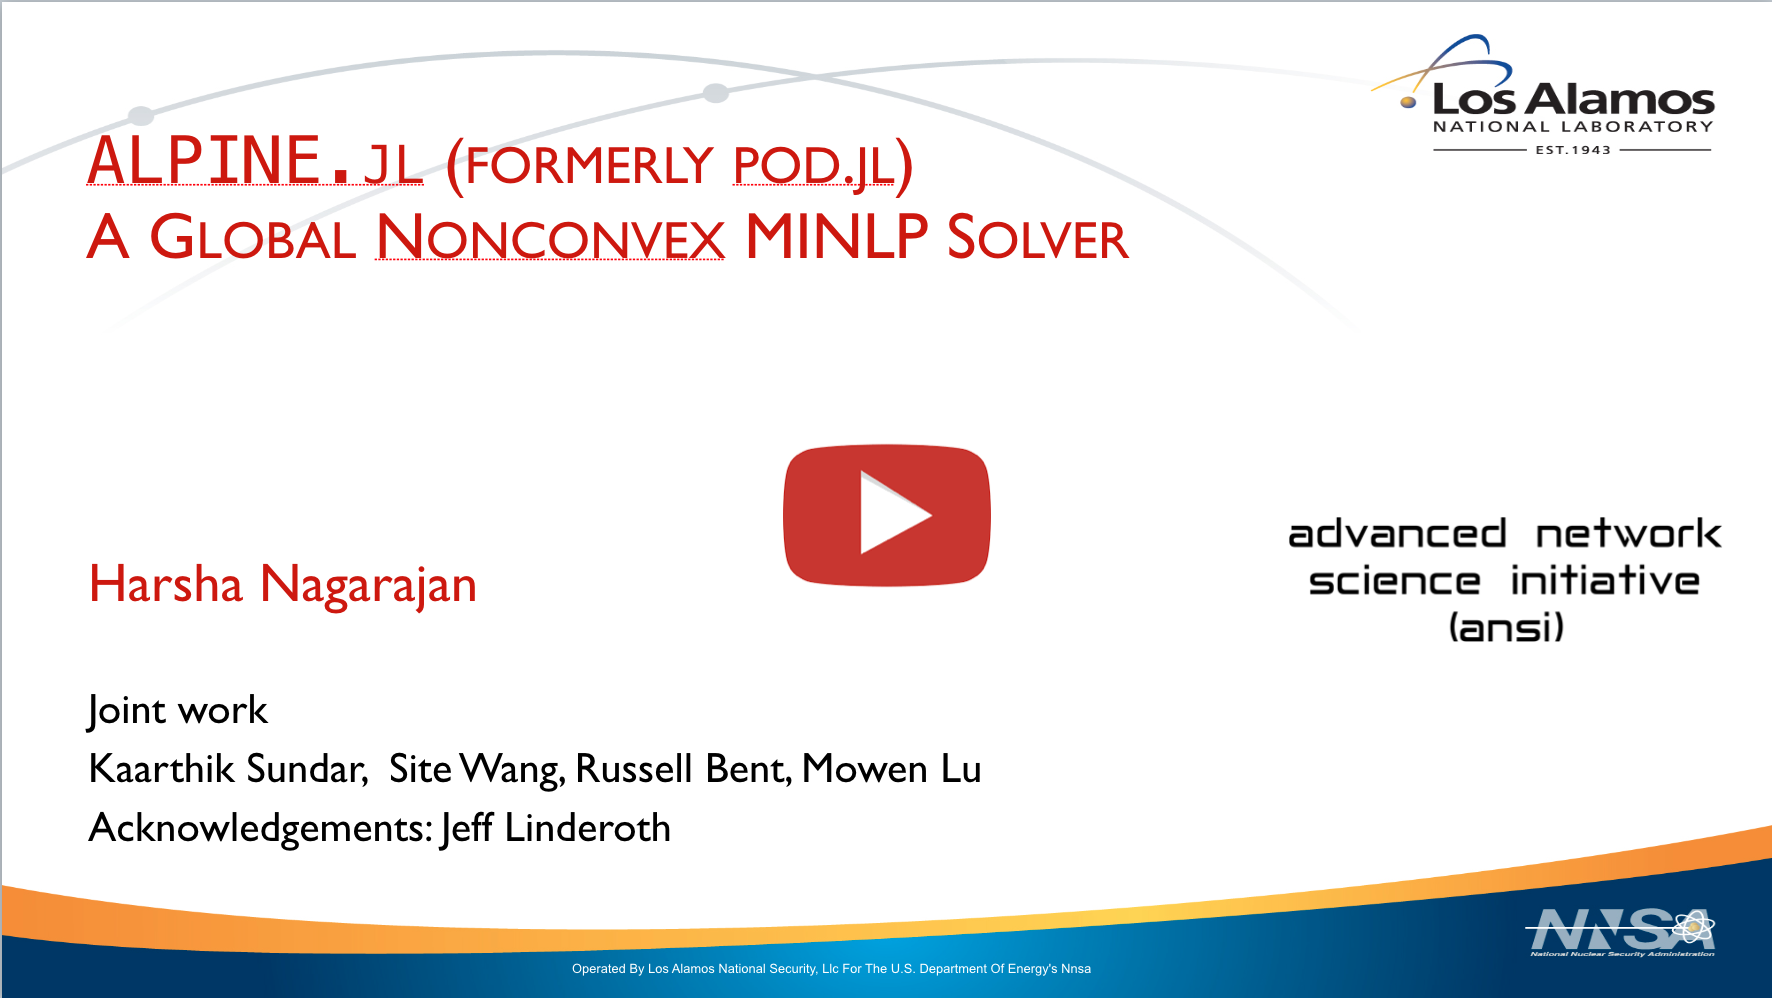 ALPINE.JL (FORMERLY POD.JL)
A GLOBAL NONCONVEX MINLP SOLVER
Los Alamos
NATIONAL LABORATORY
EST.1943
Harsha Nagarajan
advanced network
science initiative
(ansi)
Joint work
Kaarthik Sundar, Site Wang, Russell Bent, Mowen Lu
Acknowledgements: Jeff Linderoth
NNSA
National Nuclear Security Administration
Operated By Los Alamos National Security, Llc For The U.S. Department Of Energy's Nnsa